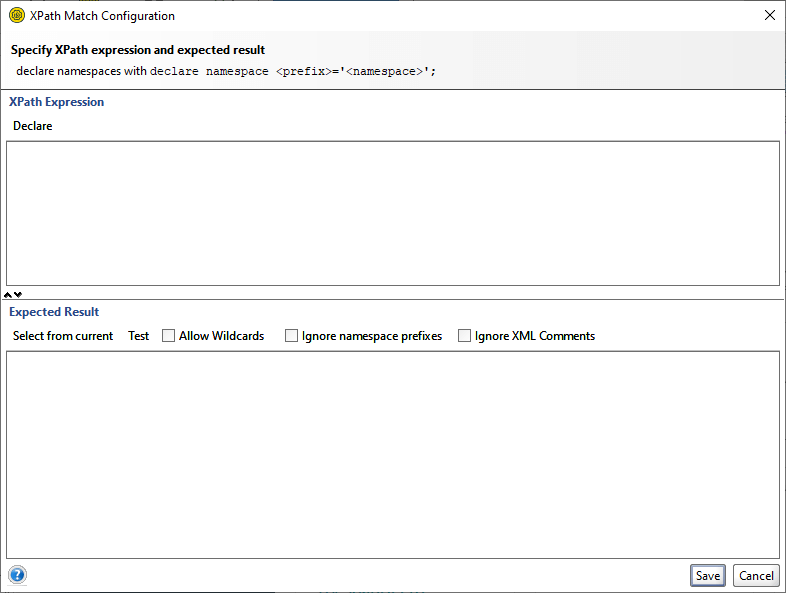 XPath Match Configuration
Specify XPath expression and expected result
declare namespaces with declare namespace <prefix>='<namespace>';
XPath Expression
Declare
Expected Result
Select from current Test Allow Wildcards Ignore namespace prefixes Ignore XML Comments
Save Cancel